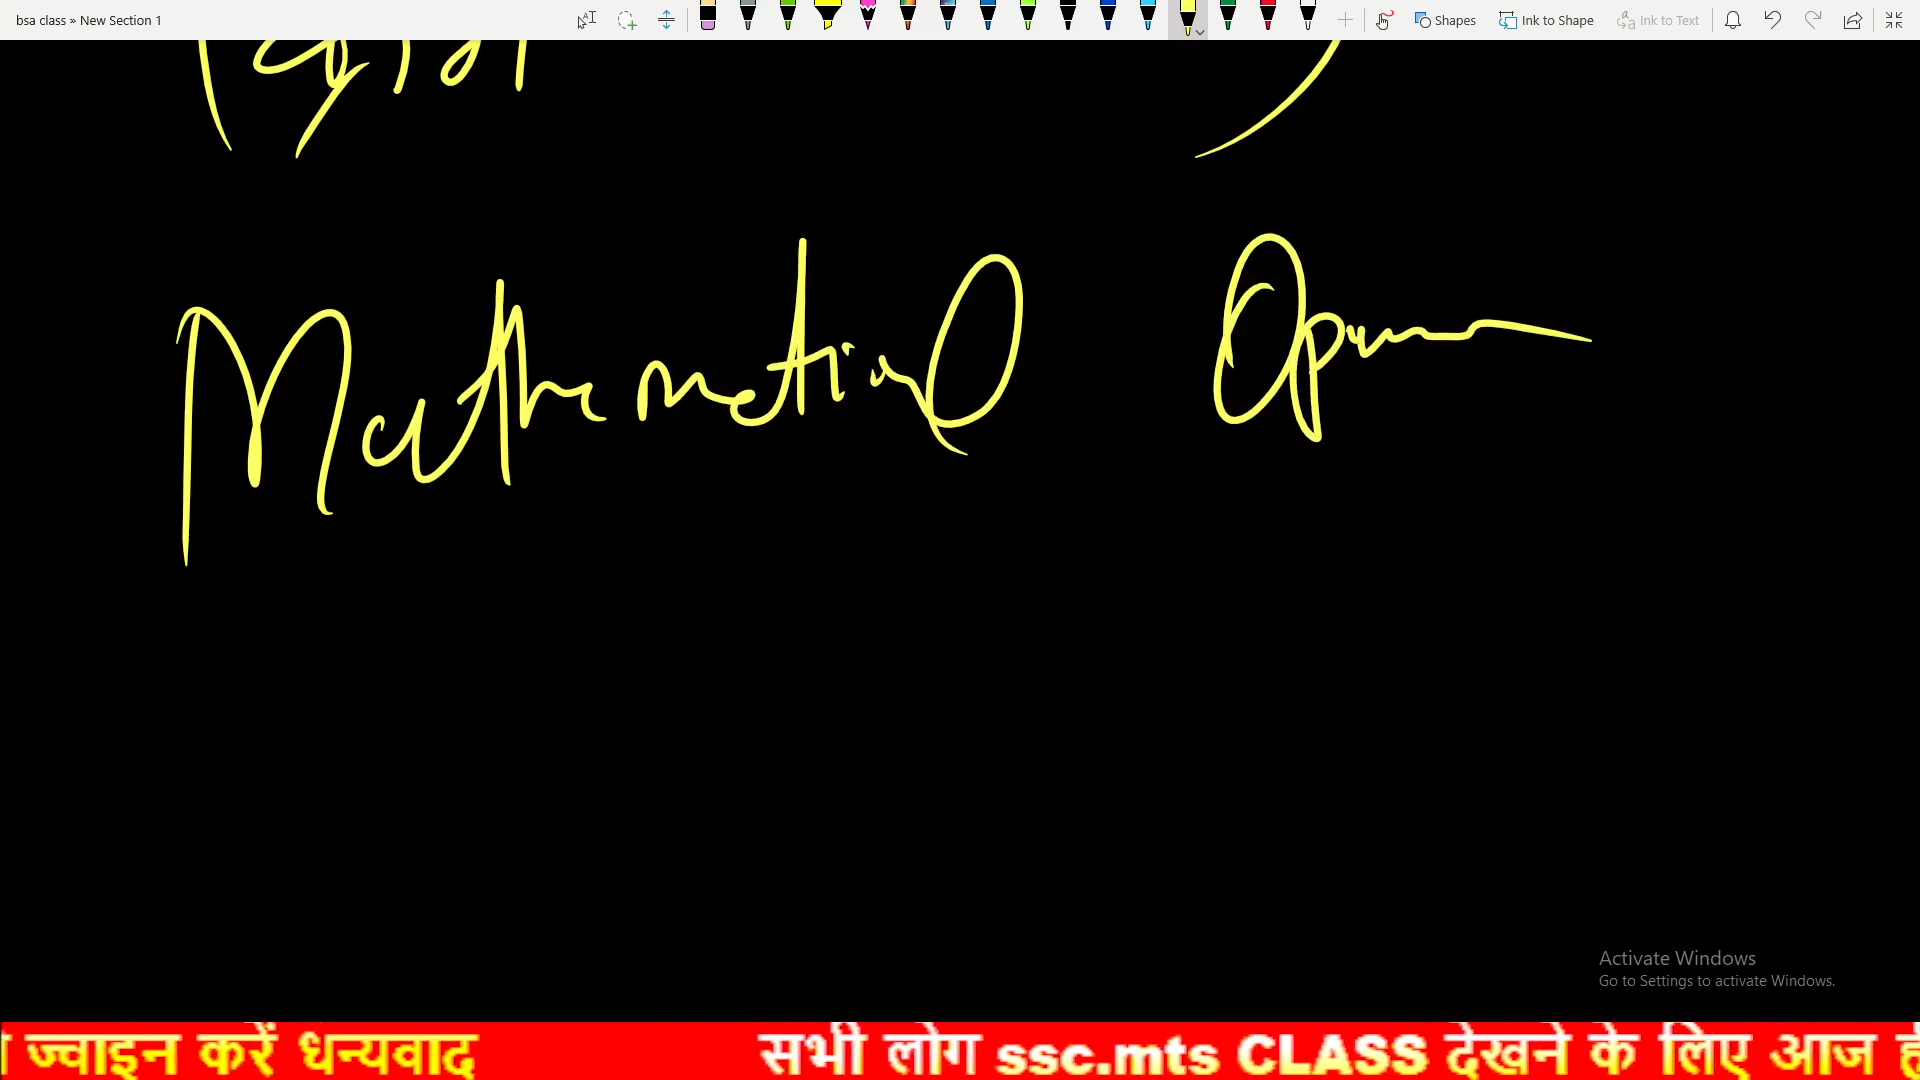 bsa class » New Section 1
Shapes Ink to Shape Ink to Text
Mathematical
Activate Windows
Go to Settings to activate Windows.
ज्वाइन करें धन्यवाद सभी लोग ssc.mts CLASS देखने के लिए आज